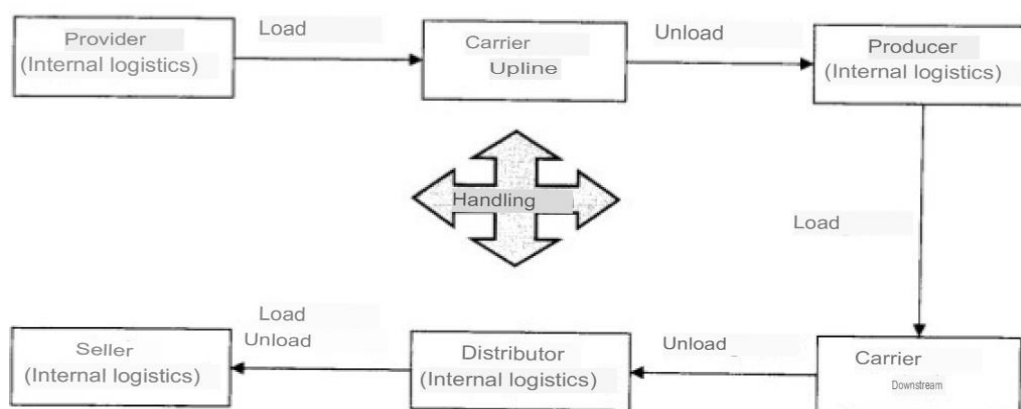 Provider
(Internal logistics)
Load
Carrier
Upline
Unload
Producer
(Internal logistics)
Handling
Load
Seller
(Internal logistics)
Load
Unload
Distributor
(Internal logistics)
Unload
Carrier
Downstream